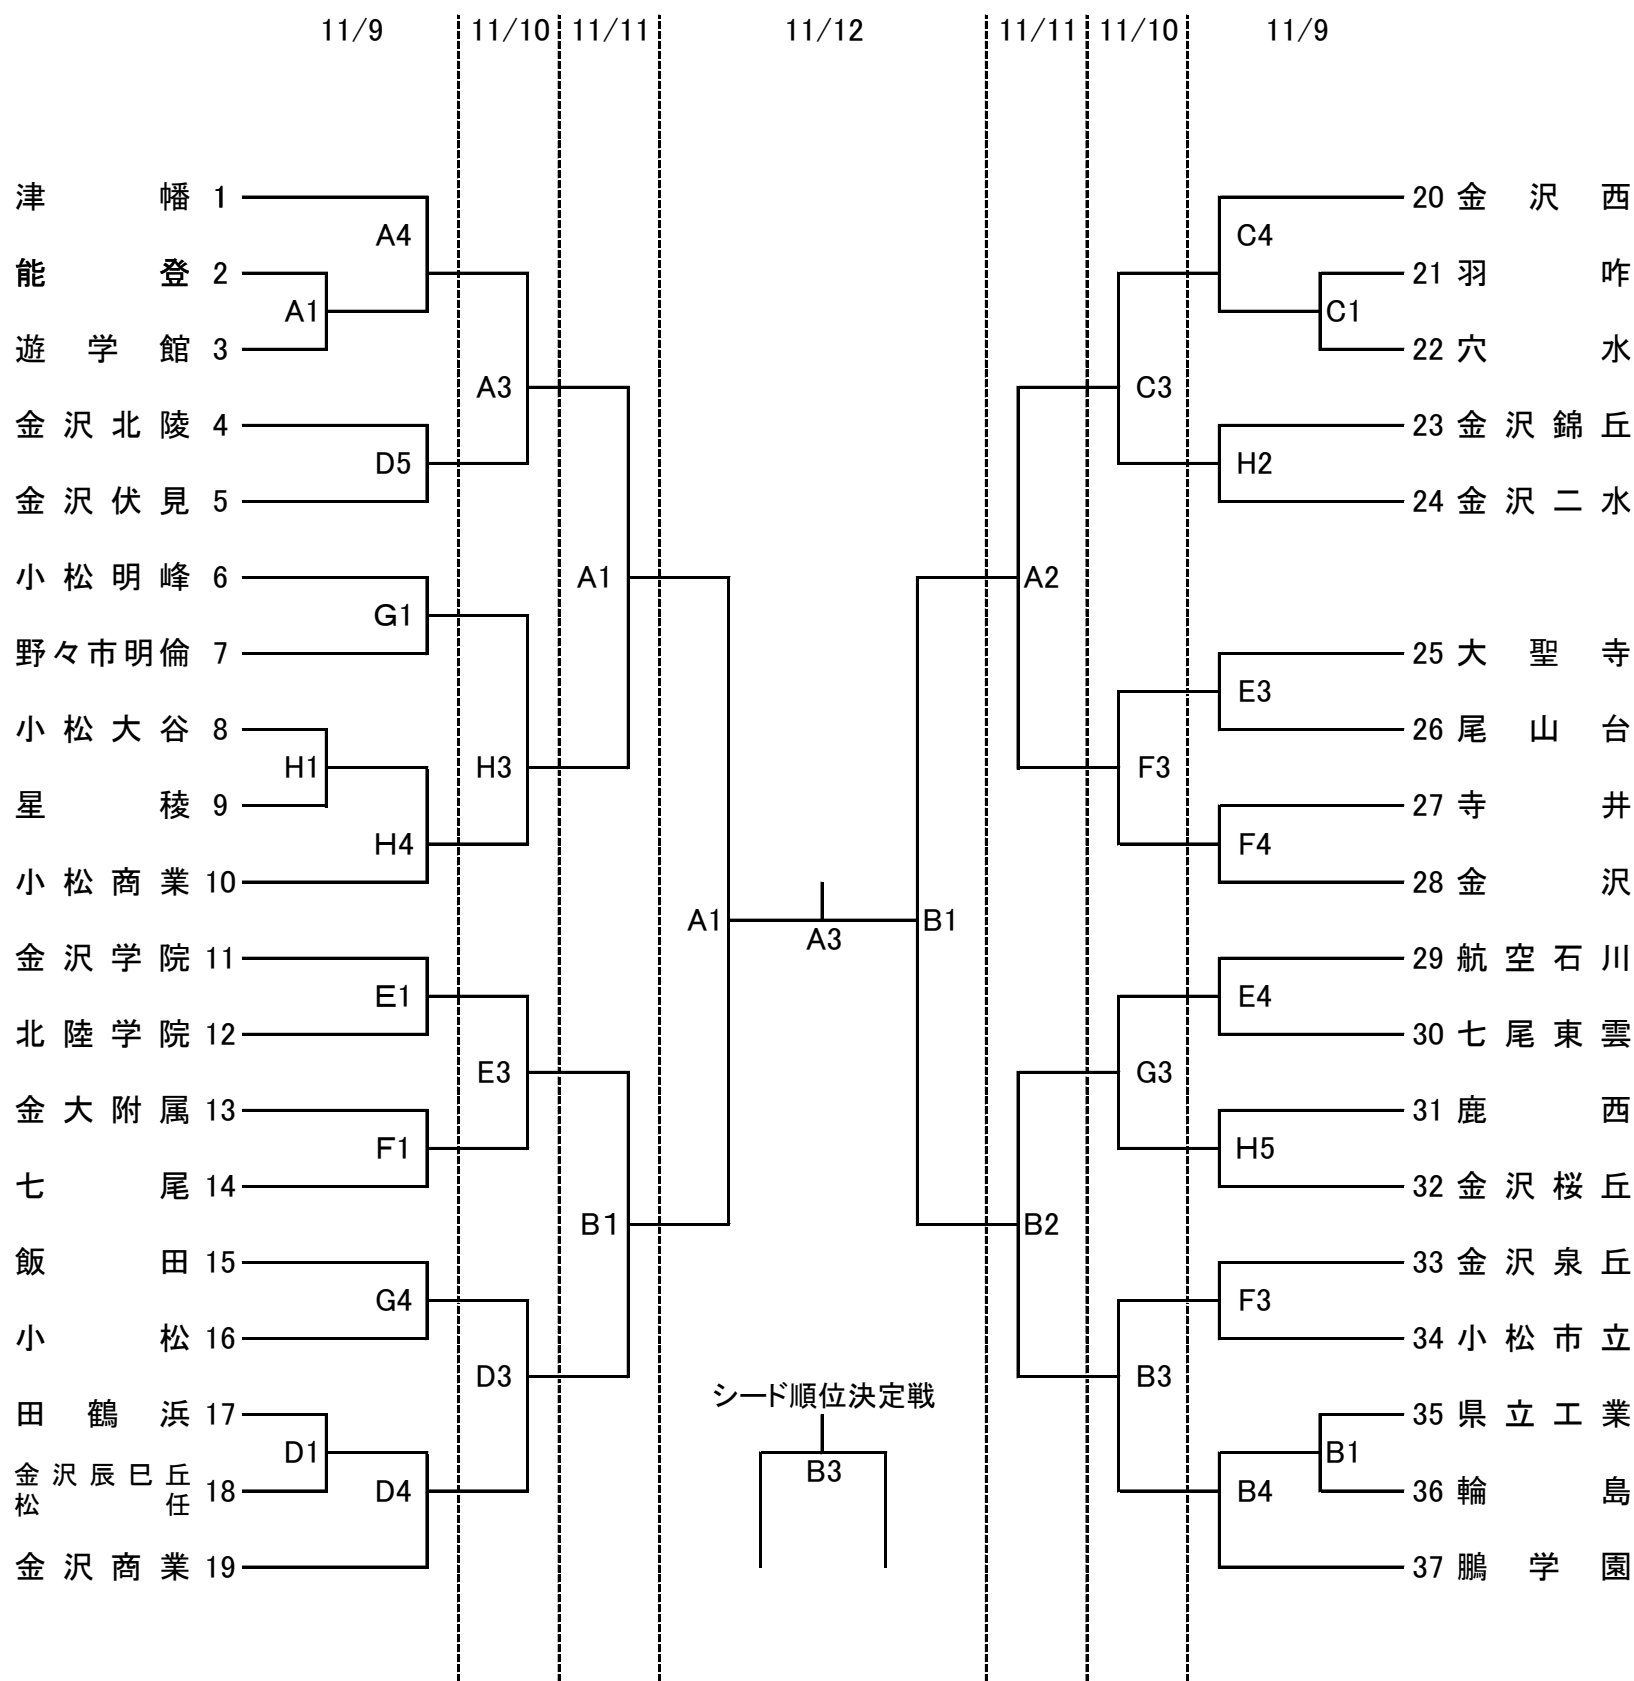 11/9 11/10 11/11 11/12 11/11 11/10 11/9
津幡 1
20 金沢西
A4
C4
能登 2
21 羽咋
A1
C1
遊学館 3
22 穴水
A3
C3
金沢北陵 4
23 金沢錦丘
D5
H2
金沢伏見 5
24 金沢二水
小松明峰 6
A1
A2
G1
野々市明倫 7
25 大聖寺
E3
小松大谷 8
26 尾山台
H1
H3
F3
星稜 9
27 寺井
H4
F4
小松商業 10
28 金沢
A1
A3
B1
金沢学院 11
29 航空石川
E1
E4
北陸学院 12
30 七尾東雲
E3
G3
金大附属 13
31 鹿西
F1
H5
七尾 14
32 金沢桜丘
B1
B2
飯田 15
33 金沢泉丘
G4
F3
小松 16
34 小松市立
D3
B3
シード順位決定戦
田鶴浜 17
35 県立工業
D1
B3
B1
金沢辰巳丘
松任 18
36 輪島
D4
B4
金沢商業 19
37 鵬学園